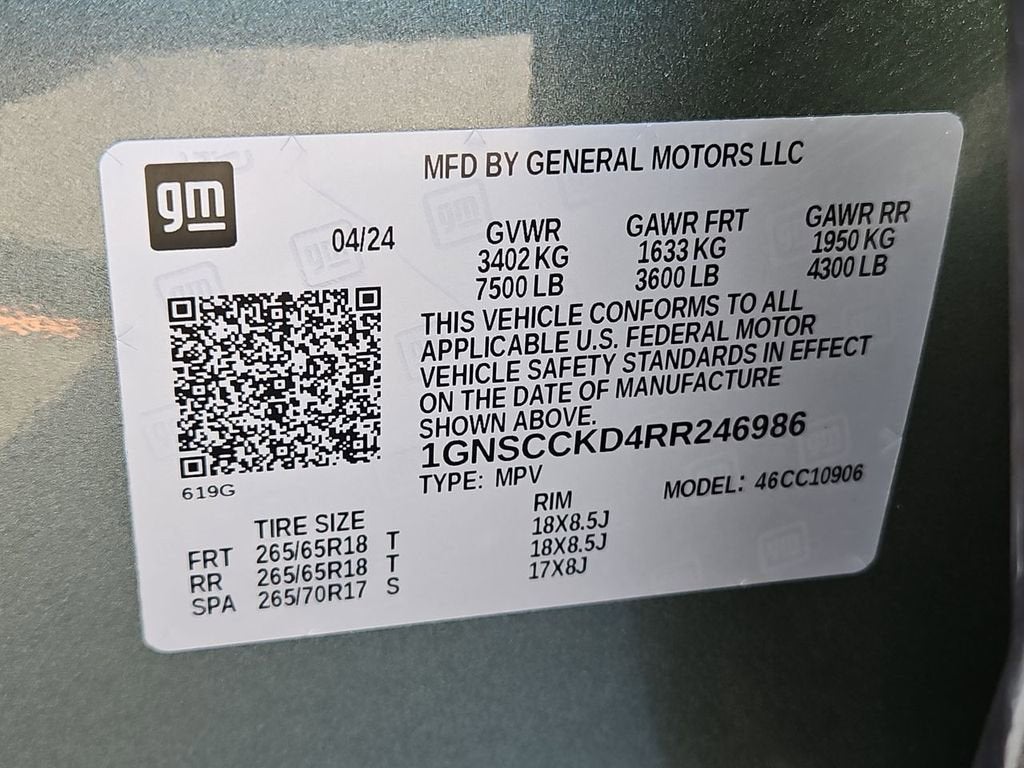 gm
MFD BY GENERAL MOTORS LLC
04/24
GVWR
3402 KG
7500 LB
GAWR FRT
1633 KG
3600 LB
GAWR RR
1950 KG
4300 LB
THIS VEHICLE CONFORMS TO ALL
APPLICABLE U.S. FEDERAL MOTOR
VEHICLE SAFETY STANDARDS IN EFFECT
ON THE DATE OF MANUFACTURE
SHOWN ABOVE.
1GNSCCKD4RR246986
TYPE: MPV
MODEL: 46CC10906
619G
TIRE SIZE
RIM
FRT 265/65R18 T 18X8.5J
RR 265/65R18 T 18X8.5J
SPA 265/70R17 S 17X8J